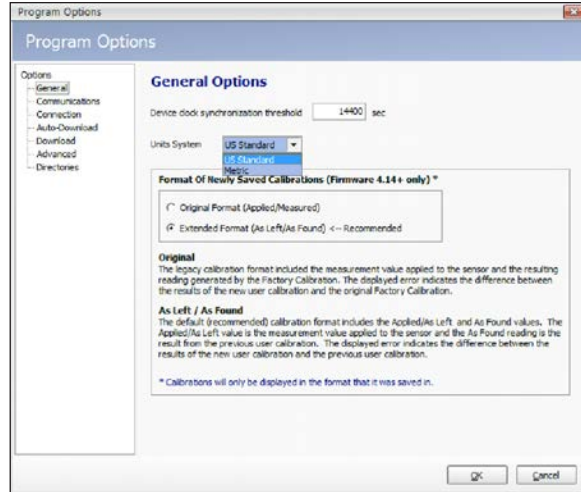 Program Options
Program Options
Options
General
Communications
Connection
Auto-Download
Download
Advanced
Directories
General Options
Device clock synchronization threshold 14400 sec
Units System US Standard
US Standard
Metric
Format Of Newly Saved Calibrations (Firmware 4.14+ only) *
Original Format (Applied/Measured)
Extended Format (As Left/As Found) <-- Recommended
Original
The legacy calibration format included the measurement value applied to the sensor and the resulting
reading generated by the Factory Calibration. The displayed error indicates the difference between
the results of the new user calibration and the original Factory Calibration.
As Left / As Found
The default (recommended) calibration format includes the Applied/As Left and As Found values. The
Applied/As Left value is the measurement value applied to the sensor and the As Found reading is the
result from the previous user calibration. The displayed error indicates the difference between the
results of the new user calibration and the previous user calibration.
* Calibrations will only be displayed in the format that it was saved in.
OK Cancel